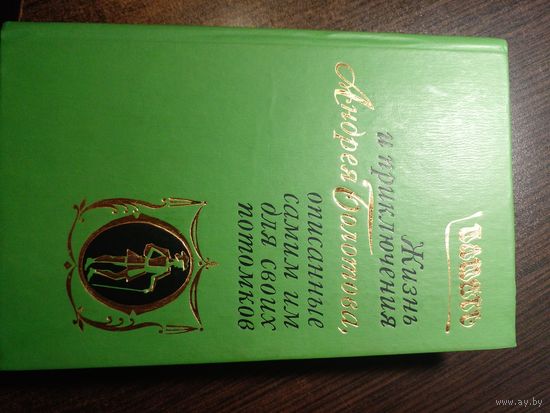 Память
Жизнь
и приключения
Андрея Болотова,
описанные
самим им
для своих
потомков
www.ay.by